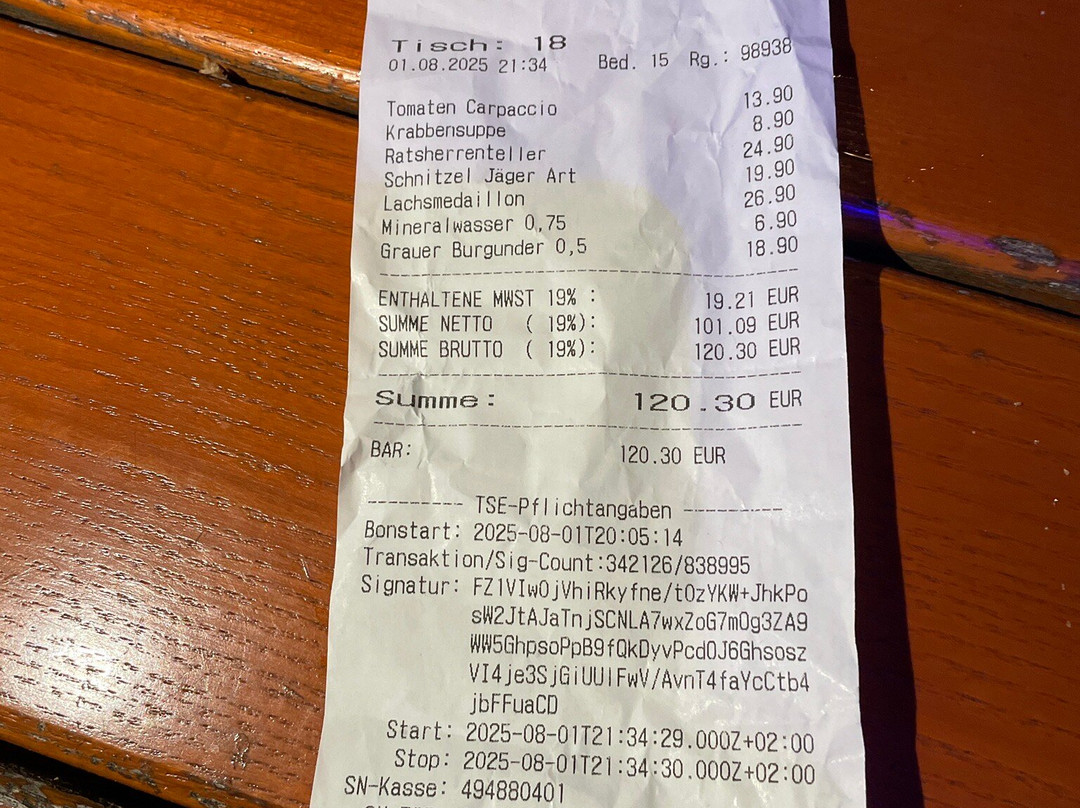 Tisch: 18
01.08.2025 21:34 Bed. 15 Rg.: 98938
Tomaten Carpaccio 13.90
Krabbensuppe 8.90
Ratsherrenteller 24.90
Schnitzel Jäger Art 19.90
Lachsmedaillon 26.90
Mineralwasser 0,75 6.90
Grauer Burgunder 0,5 18.90
ENTHALTENE MWST 19% : 19.21 EUR
SUMME NETTO ( 19%): 101.09 EUR
SUMME BRUTTO ( 19%): 120.30 EUR
Summe: 120.30 EUR
BAR: 120.30 EUR
--------- TSE-Pflichtangaben ---------
Bonstart: 2025-08-01T20:05:14
Transaktion/Sig-Count:342126/838995
Signatur: FZ1VIwOjVhiRkyfne/tOzYKW+JhkPo
sW2JtAJaTnjSCNLA7wxZoG7mOg3ZA9
WW5GhpsoPpB9fQkDyvPcdOJ6Ghsosz
VI4je3SjGiUUlFwV/AvnT4faYcCtb4
jbFFuaCD
Start: 2025-08-01T21:34:29.000Z+02:00
Stop: 2025-08-01T21:34:30.000Z+02:00
SN-Kasse: 494880401